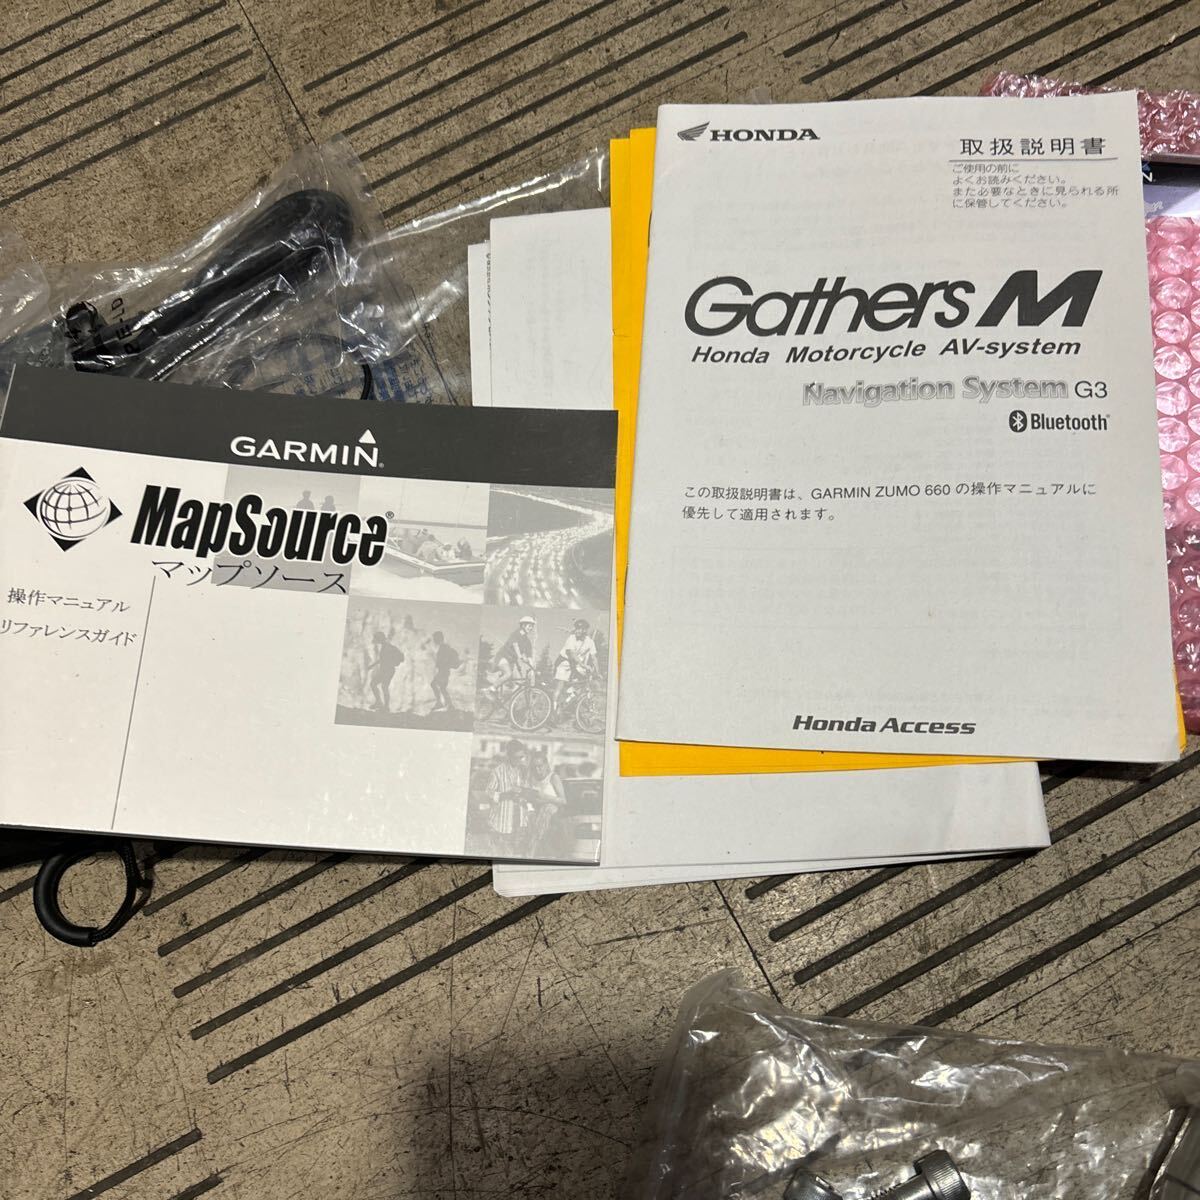 HONDA
取扱説明書
ご使用の前に
よくお読みください。
また必要なときに見られる所
に保管してください。
Gathers M
Honda Motorcycle AV-system
Navigation System G3
Bluetooth®
この取扱説明書は、GARMIN ZUMO 660 の操作マニュアルに
優先して適用されます。
Honda Access
GARMIN®
MapSource®
マップソース
操作マニュアル
リファレンスガイド